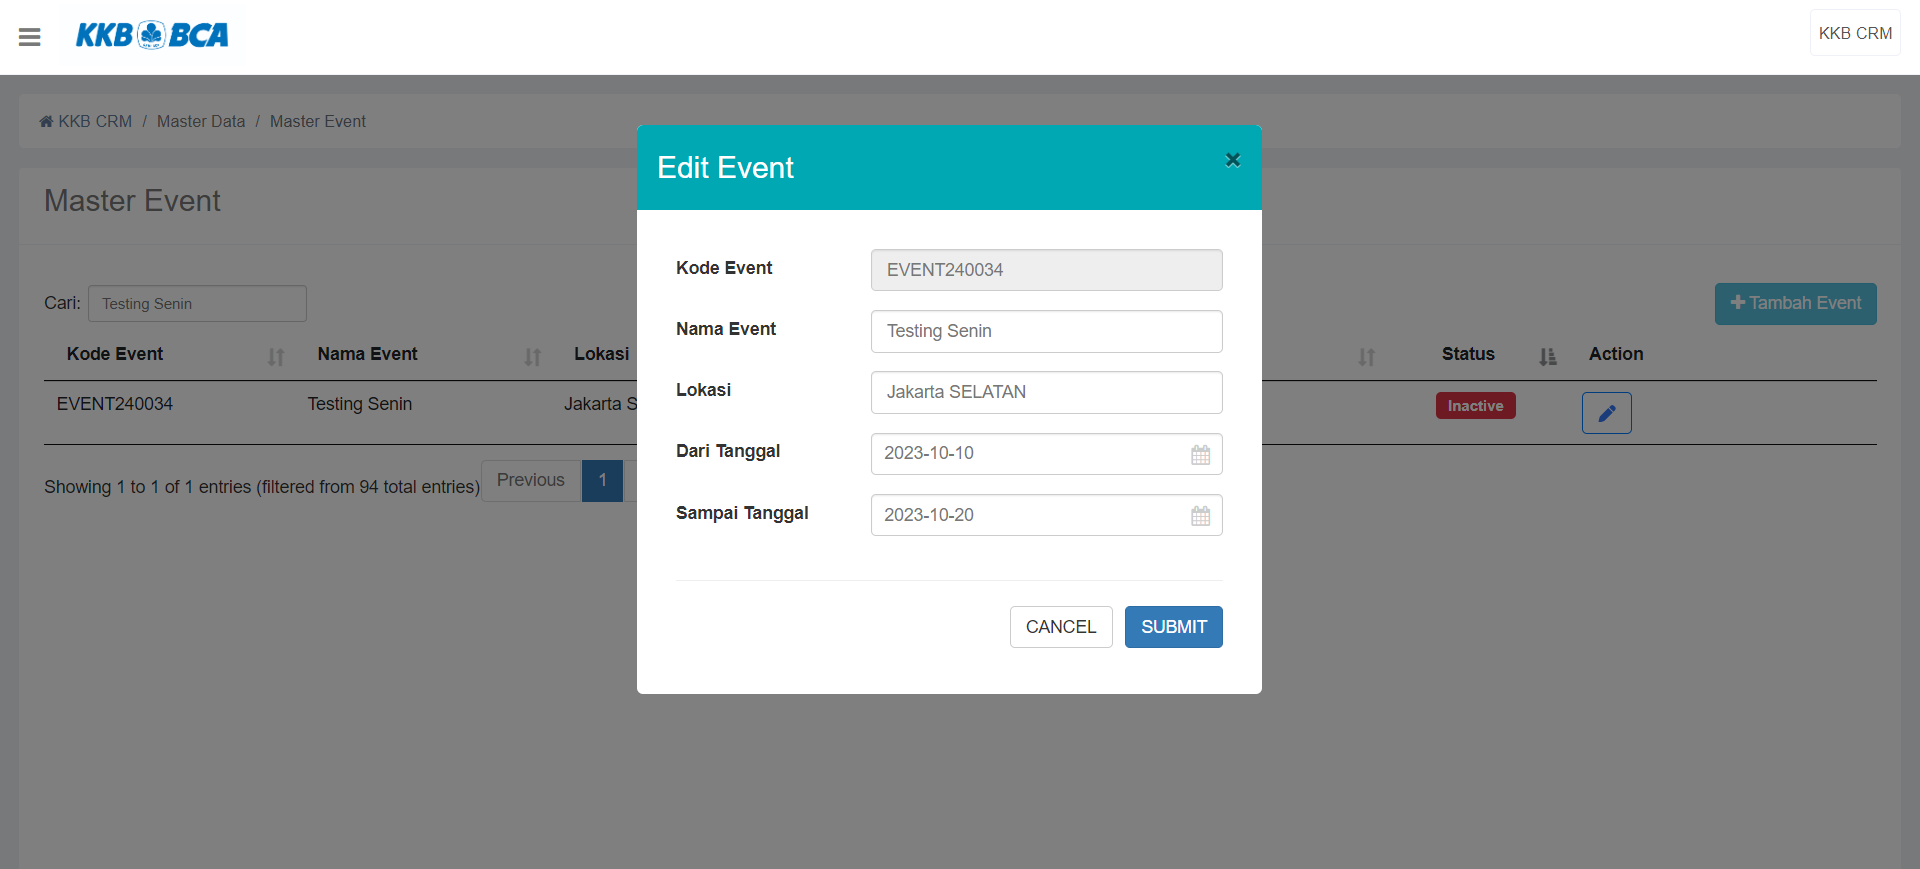 KKB BCA
KKB CRM
KKB CRM / Master Data / Master Event
Master Event
Cari: Testing Senin
Tambah Event
Kode Event Nama Event Lokasi Status Action
EVENT240034 Testing Senin Jakarta S Inactive
Showing 1 to 1 of 1 entries (filtered from 94 total entries) Previous 1
Edit Event
Kode Event EVENT240034
Nama Event Testing Senin
Lokasi Jakarta SELATAN
Dari Tanggal 2023-10-10
Sampai Tanggal 2023-10-20
CANCEL SUBMIT